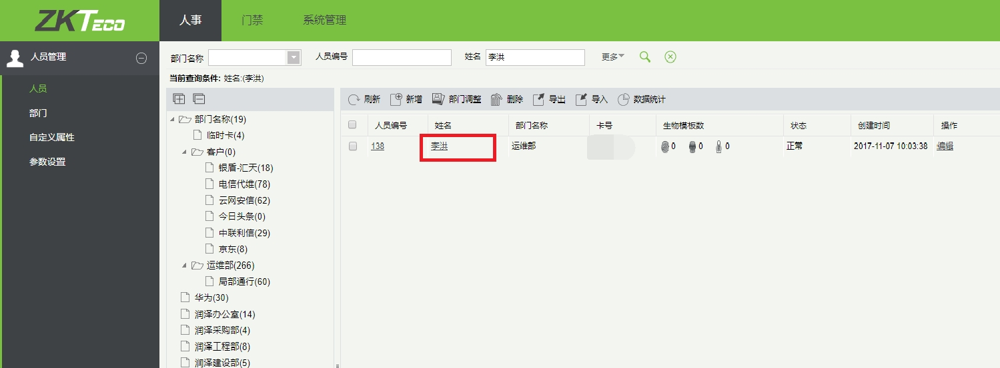 ZKTECO 人事 门禁 系统管理
人员管理
人员
部门
自定义属性
参数设置
部门名称 人员编号 姓名 李洪 更多
当前查询条件: 姓名:(李洪)
刷新 新增 部门调整 删除 导出 导入 数据统计
部门名称(19)
临时卡(4)
客户(0)
银盾-汇天(18)
电信代维(78)
云网安信(62)
今日头条(0)
中联利信(29)
京东(8)
运维部(266)
局部通行(60)
华为(30)
润泽办公室(14)
润泽采购部(4)
润泽工程部(8)
润泽建设部(5)
人员编号 姓名 部门名称 卡号 生物模板数 状态 创建时间 操作
138 李洪 运维部 0 0 0 正常 2017-11-07 10:03:38 编辑